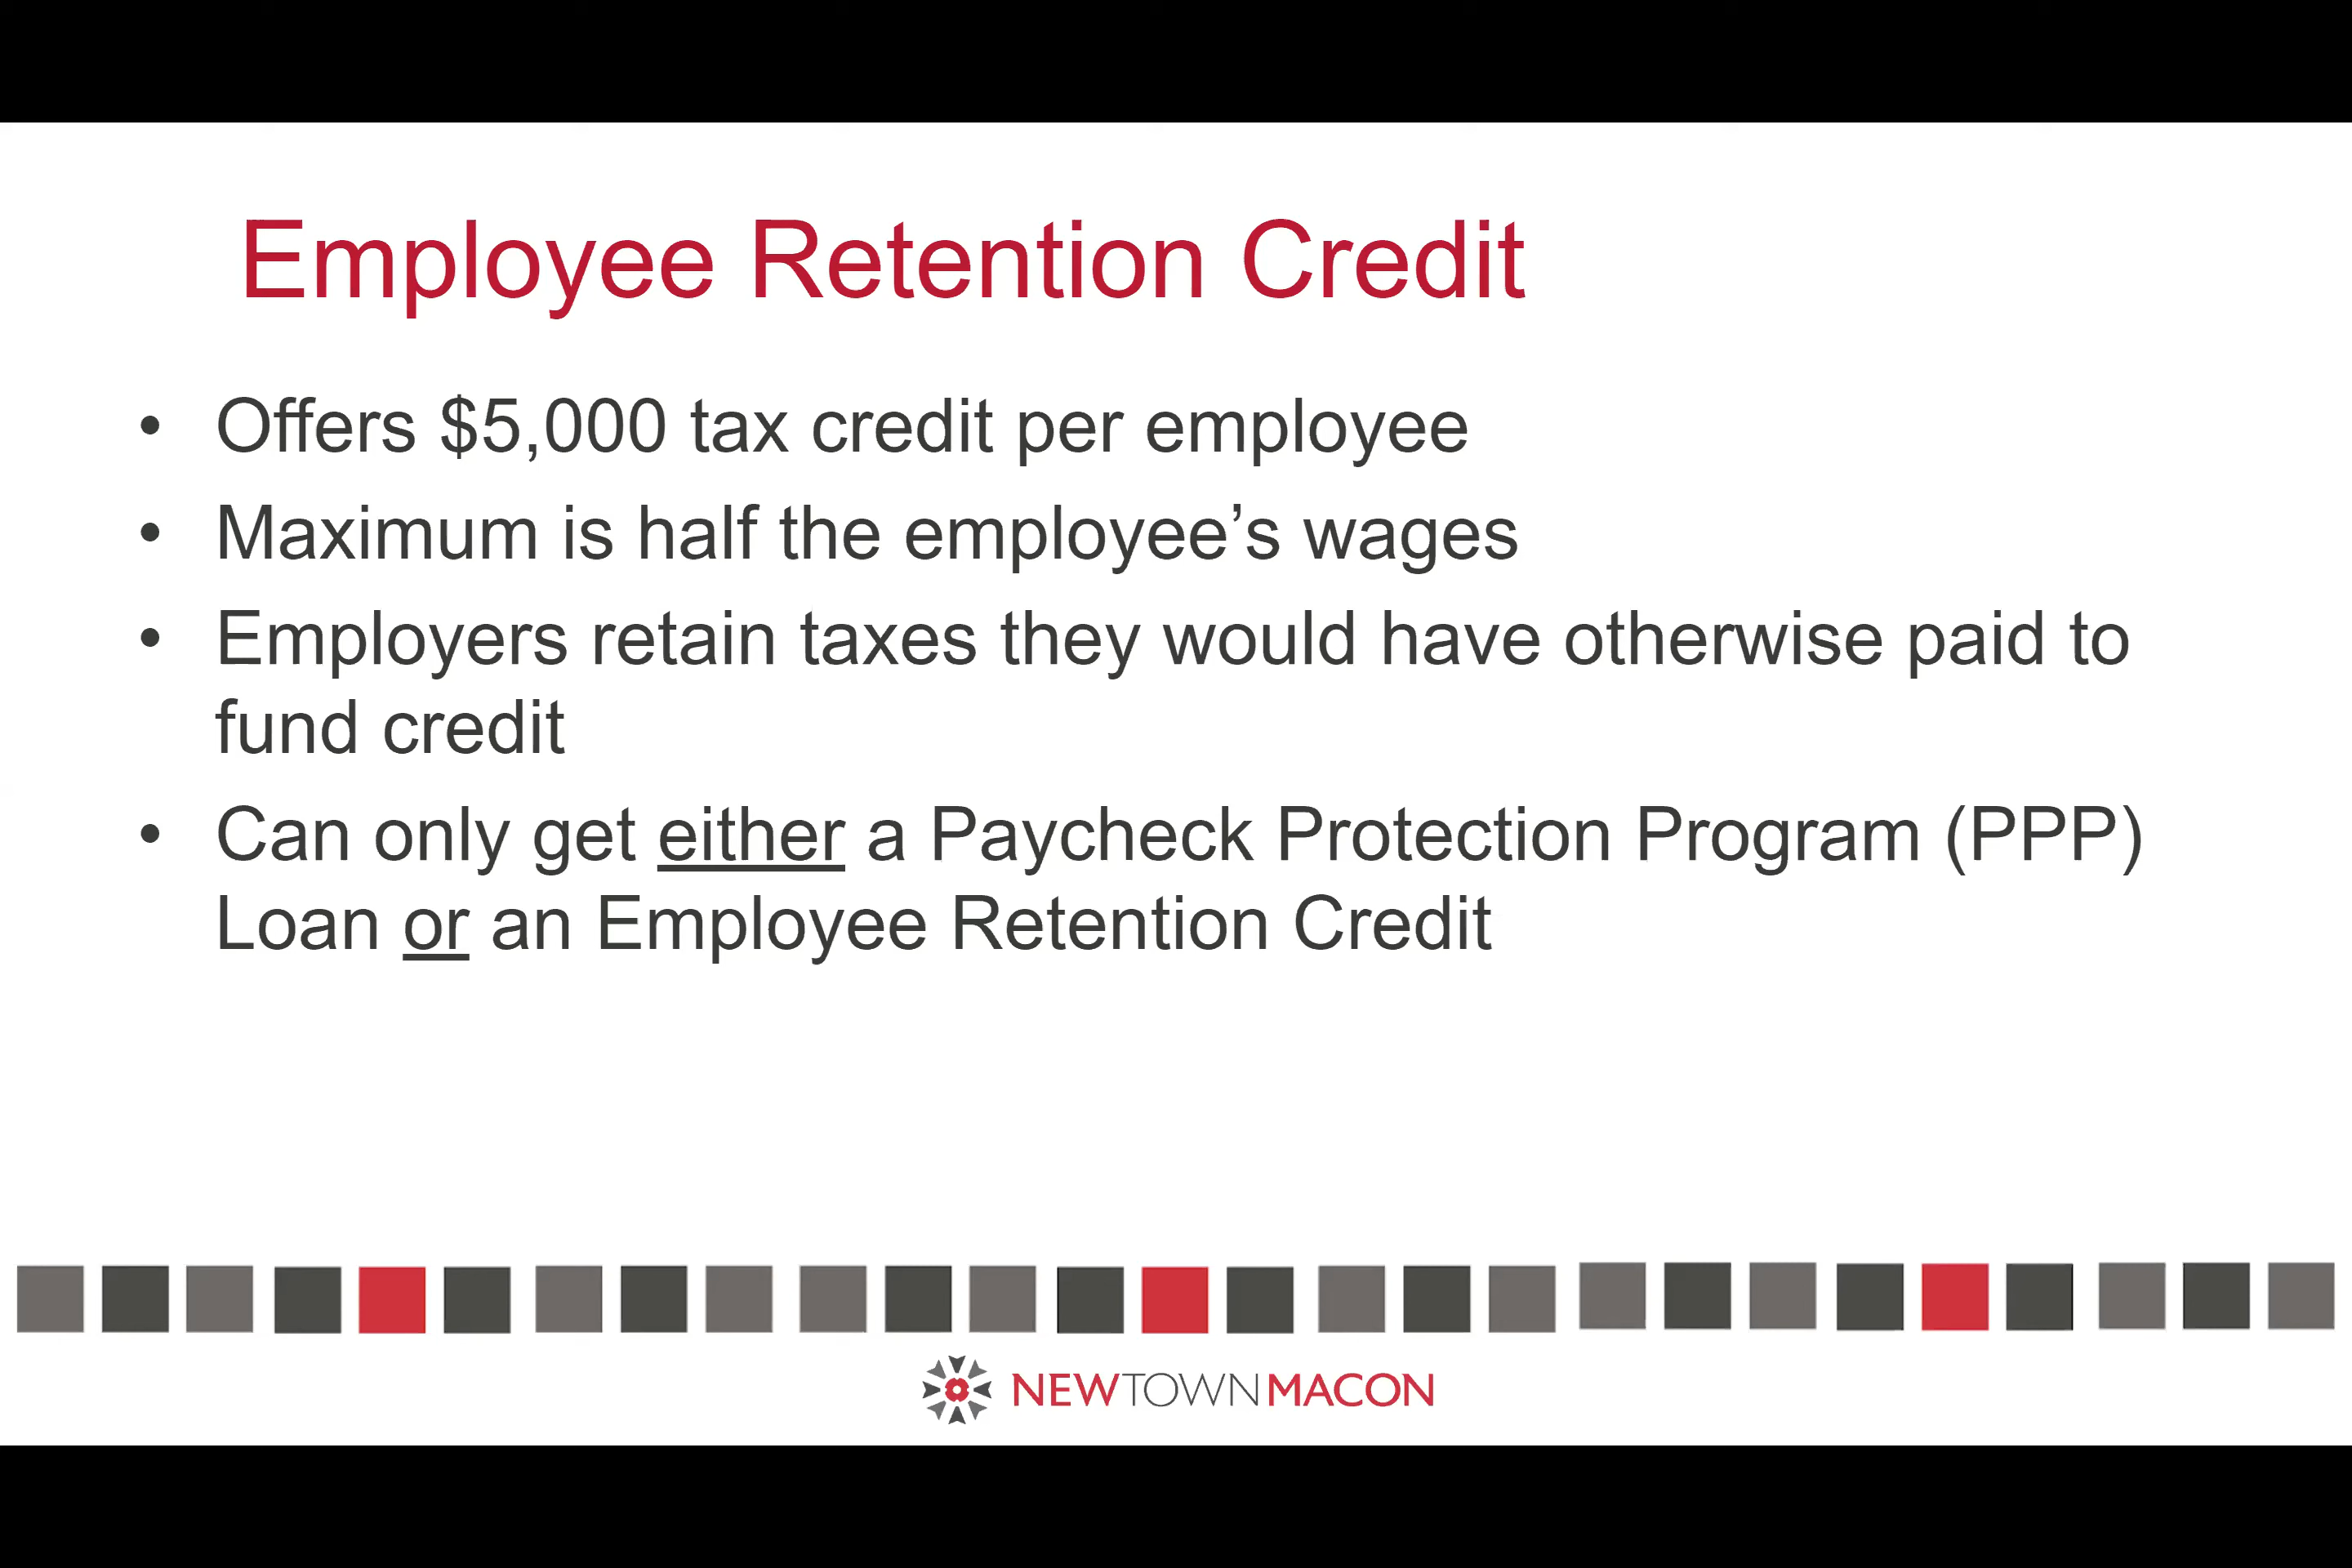 Employee Retention Credit
• Offers $5,000 tax credit per employee
• Maximum is half the employee’s wages
• Employers retain taxes they would have otherwise paid to
fund credit
• Can only get either a Paycheck Protection Program (PPP)
Loan or an Employee Retention Credit
NEWTOWNMACON